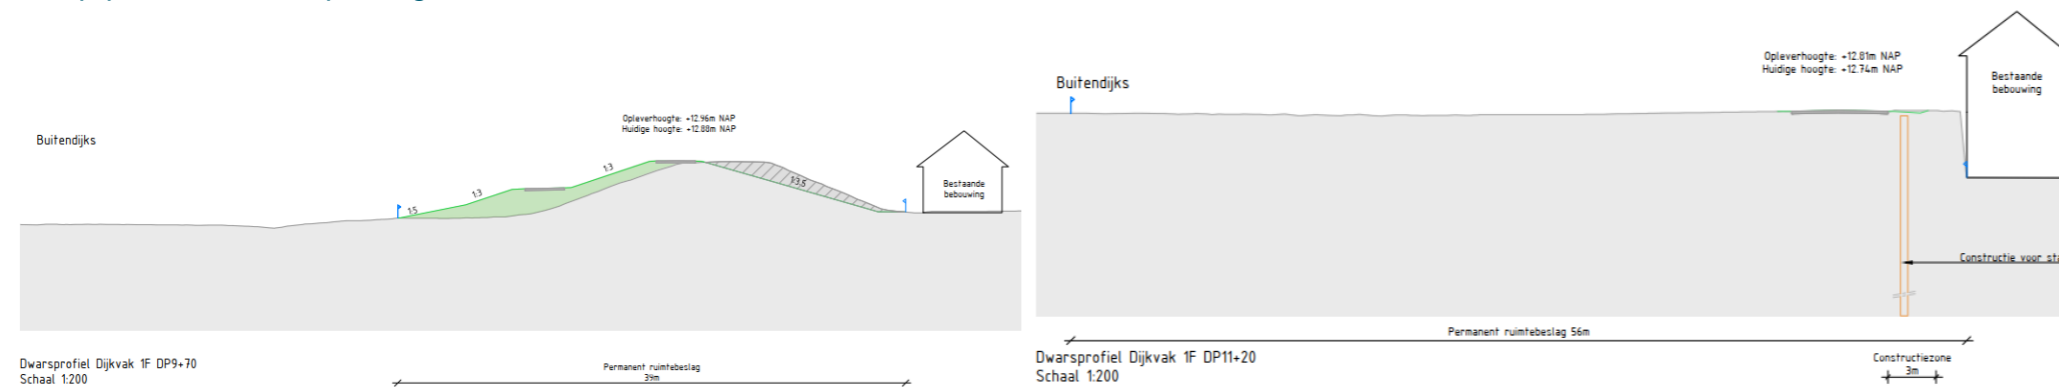 Buitendijks
Opleverhoogte: +12.96m NAP
Huidige hoogte: +12.88m NAP
1:5
1:3
1:3
1:3,5
Bestaande
bebouwing
Dwarsprofiel Dijkvak 1F DP9+70
Schaal 1:200
Permanent ruimtebeslag
39m
Buitendijks
Opleverhoogte: +12.81m NAP
Huidige hoogte: +12.74m NAP
Bestaande
bebouwing
Constructie voor
Permanent ruimtebeslag 56m
Dwarsprofiel Dijkvak 1F DP11+20
Schaal 1:200
Constructiezone
3m